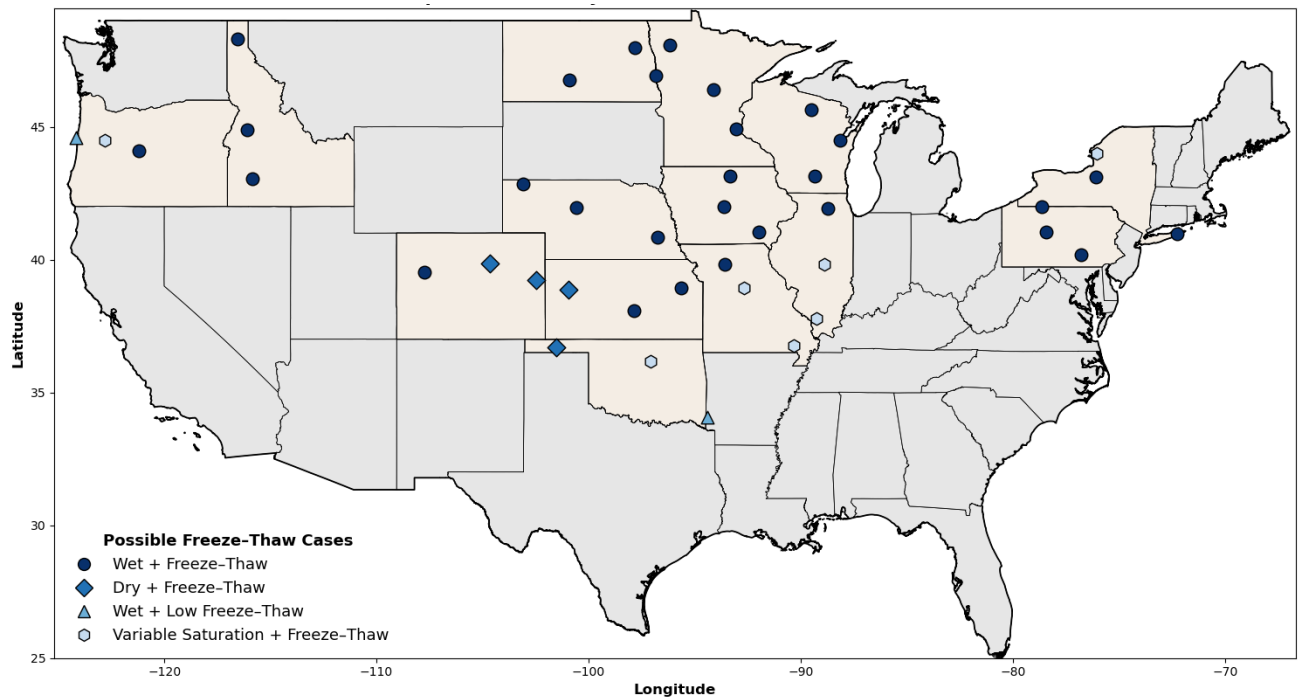 45
40
35
30
25
Latitude
Possible Freeze–Thaw Cases
Wet + Freeze–Thaw
Dry + Freeze–Thaw
Wet + Low Freeze–Thaw
Variable Saturation + Freeze–Thaw
−120
−110
−100
−90
−80
−70
Longitude